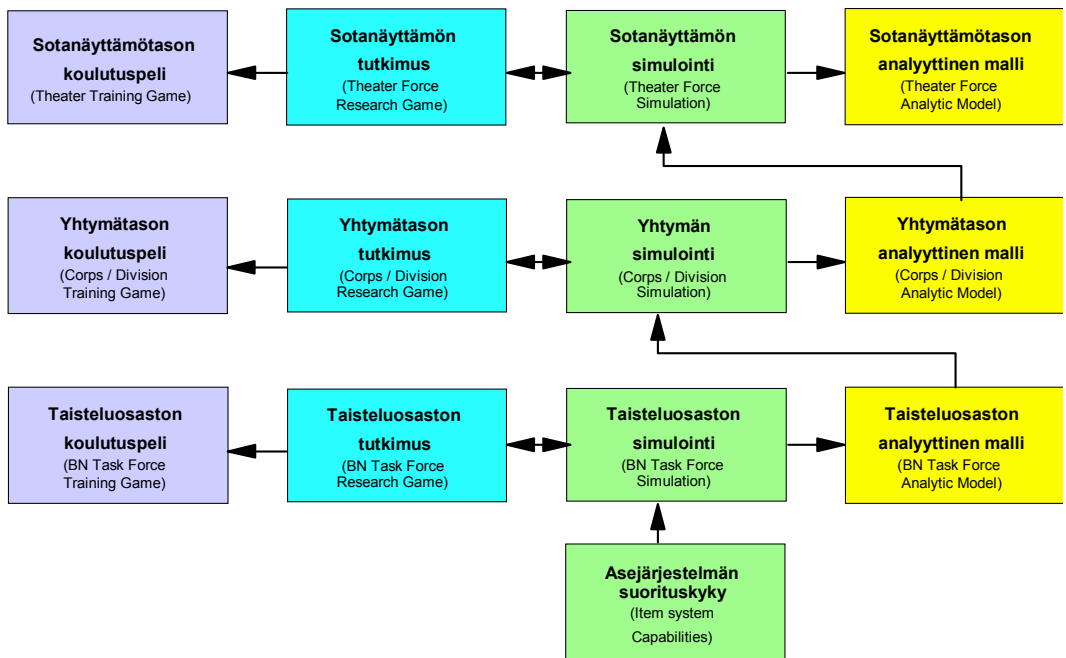 Sotanäyttämötason
koulutuspeli
(Theater Training Game)
Sotanäyttämön
tutkimus
(Theater Force
Research Game)
Sotanäyttämön
simulointi
(Theater Force
Simulation)
Sotanäyttämötason
analyyttinen malli
(Theater Force
Analytic Model)
Yhtymätason
koulutuspeli
(Corps / Division
Training Game)
Yhtymätason
tutkimus
(Corps / Division
Research Game)
Yhtymän
simulointi
(Corps / Division
Simulation)
Yhtymätason
analyyttinen malli
(Corps / Division
Analytic Model)
Taisteluosaston
koulutuspeli
(BN Task Force
Training Game)
Taisteluosaston
tutkimus
(BN Task Force
Research Game)
Taisteluosaston
simulointi
(BN Task Force
Simulation)
Taisteluosaston
analyyttinen malli
(BN Task Force
Analytic Model)
Asejärjestelmän
suorituskyky
(Item system
Capabilities)